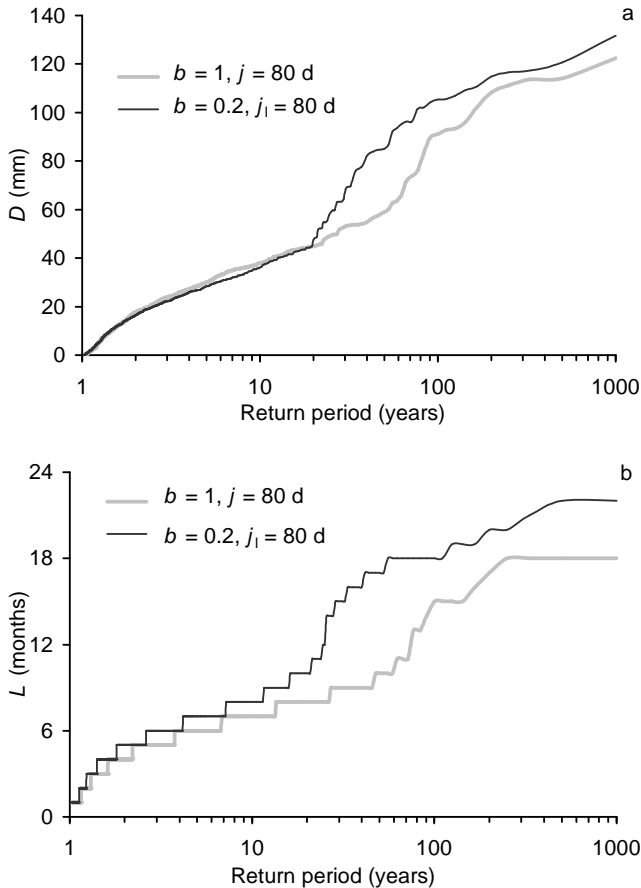 a
140
120
100
80
60
40
20
0
D (mm)
b = 1, j = 80 d
b = 0.2, jl = 80 d
1 10 100 1000
Return period (years)
b
24
18
12
6
0
L (months)
b = 1, j = 80 d
b = 0.2, jl = 80 d
1 10 100 1000
Return period (years)